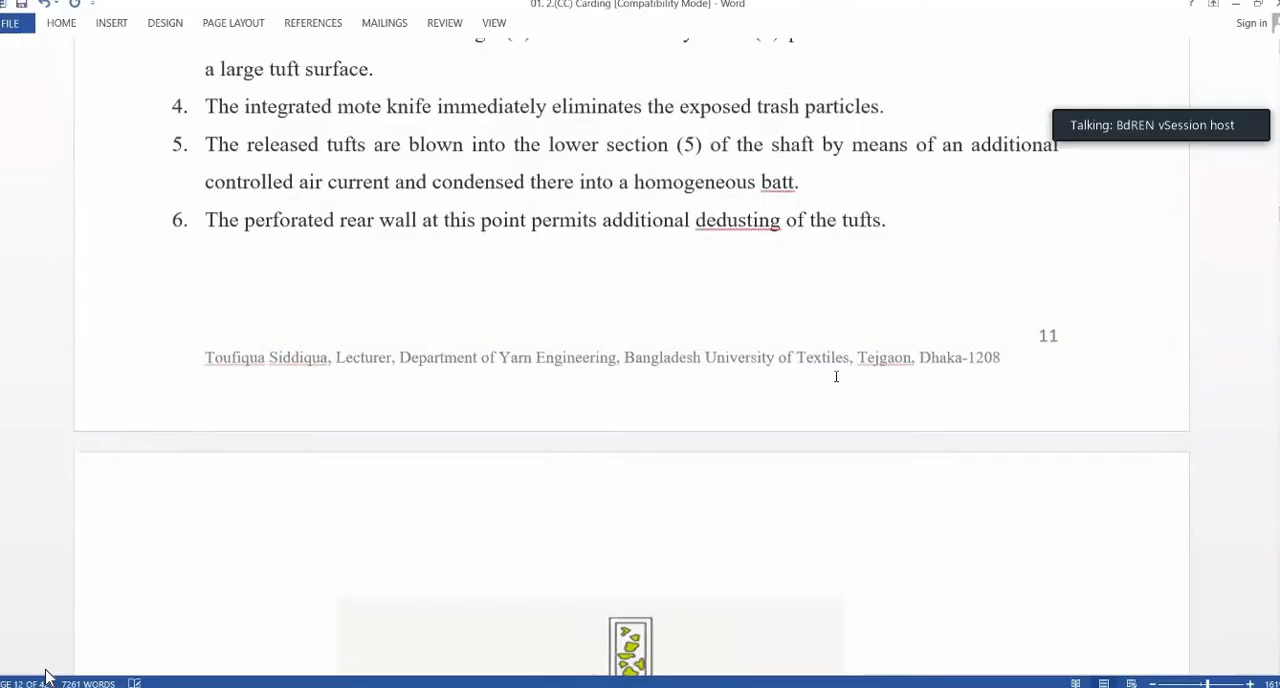 01. 2.(CC) Carding [Compatibility Mode] - Word
FILE HOME INSERT DESIGN PAGE LAYOUT REFERENCES MAILINGS REVIEW VIEW Sign in
a large tuft surface.
4. The integrated mote knife immediately eliminates the exposed trash particles.
Talking: BdREN vSession host
5. The released tufts are blown into the lower section (5) of the shaft by means of an additional
controlled air current and condensed there into a homogeneous batt.
6. The perforated rear wall at this point permits additional dedusting of the tufts.
11
Toufiqua Siddiqua, Lecturer, Department of Yarn Engineering, Bangladesh University of Textiles, Tejgaon, Dhaka-1208
GE 12 OF 7261 WORDS